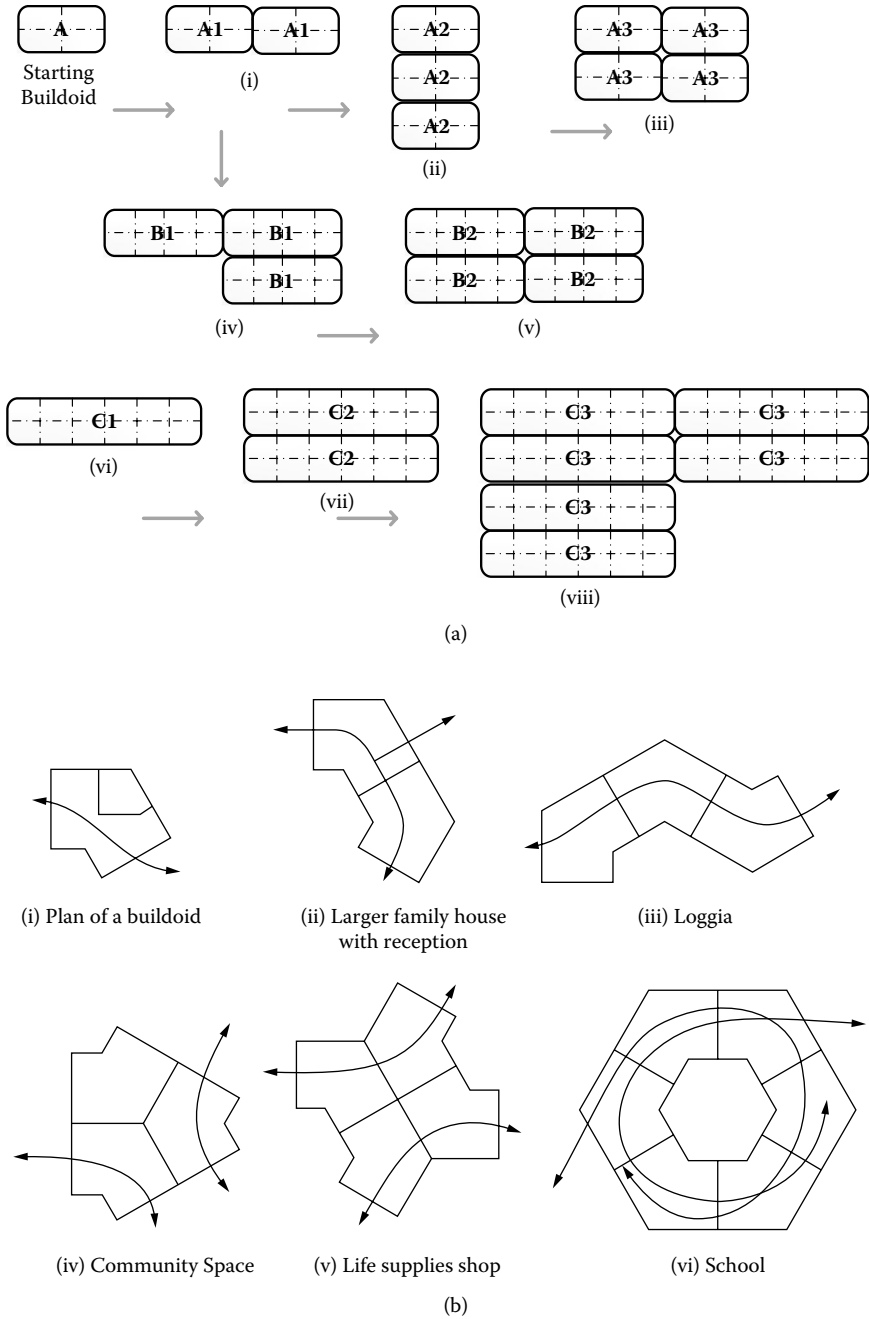 A
A1
A1
A2
A2
A2
A3
A3
A3
A3
Starting
Buildoid
(i)
(ii)
(iii)
B1
B1
B1
B2
B2
B2
B2
(iv)
(v)
C1
C2
C2
C3
C3
C3
C3
C3
C3
(vi)
(vii)
(viii)
(a)
(i) Plan of a buildoid
(ii) Larger family house
with reception
(iii) Loggia
(iv) Community Space
(v) Life supplies shop
(vi) School
(b)